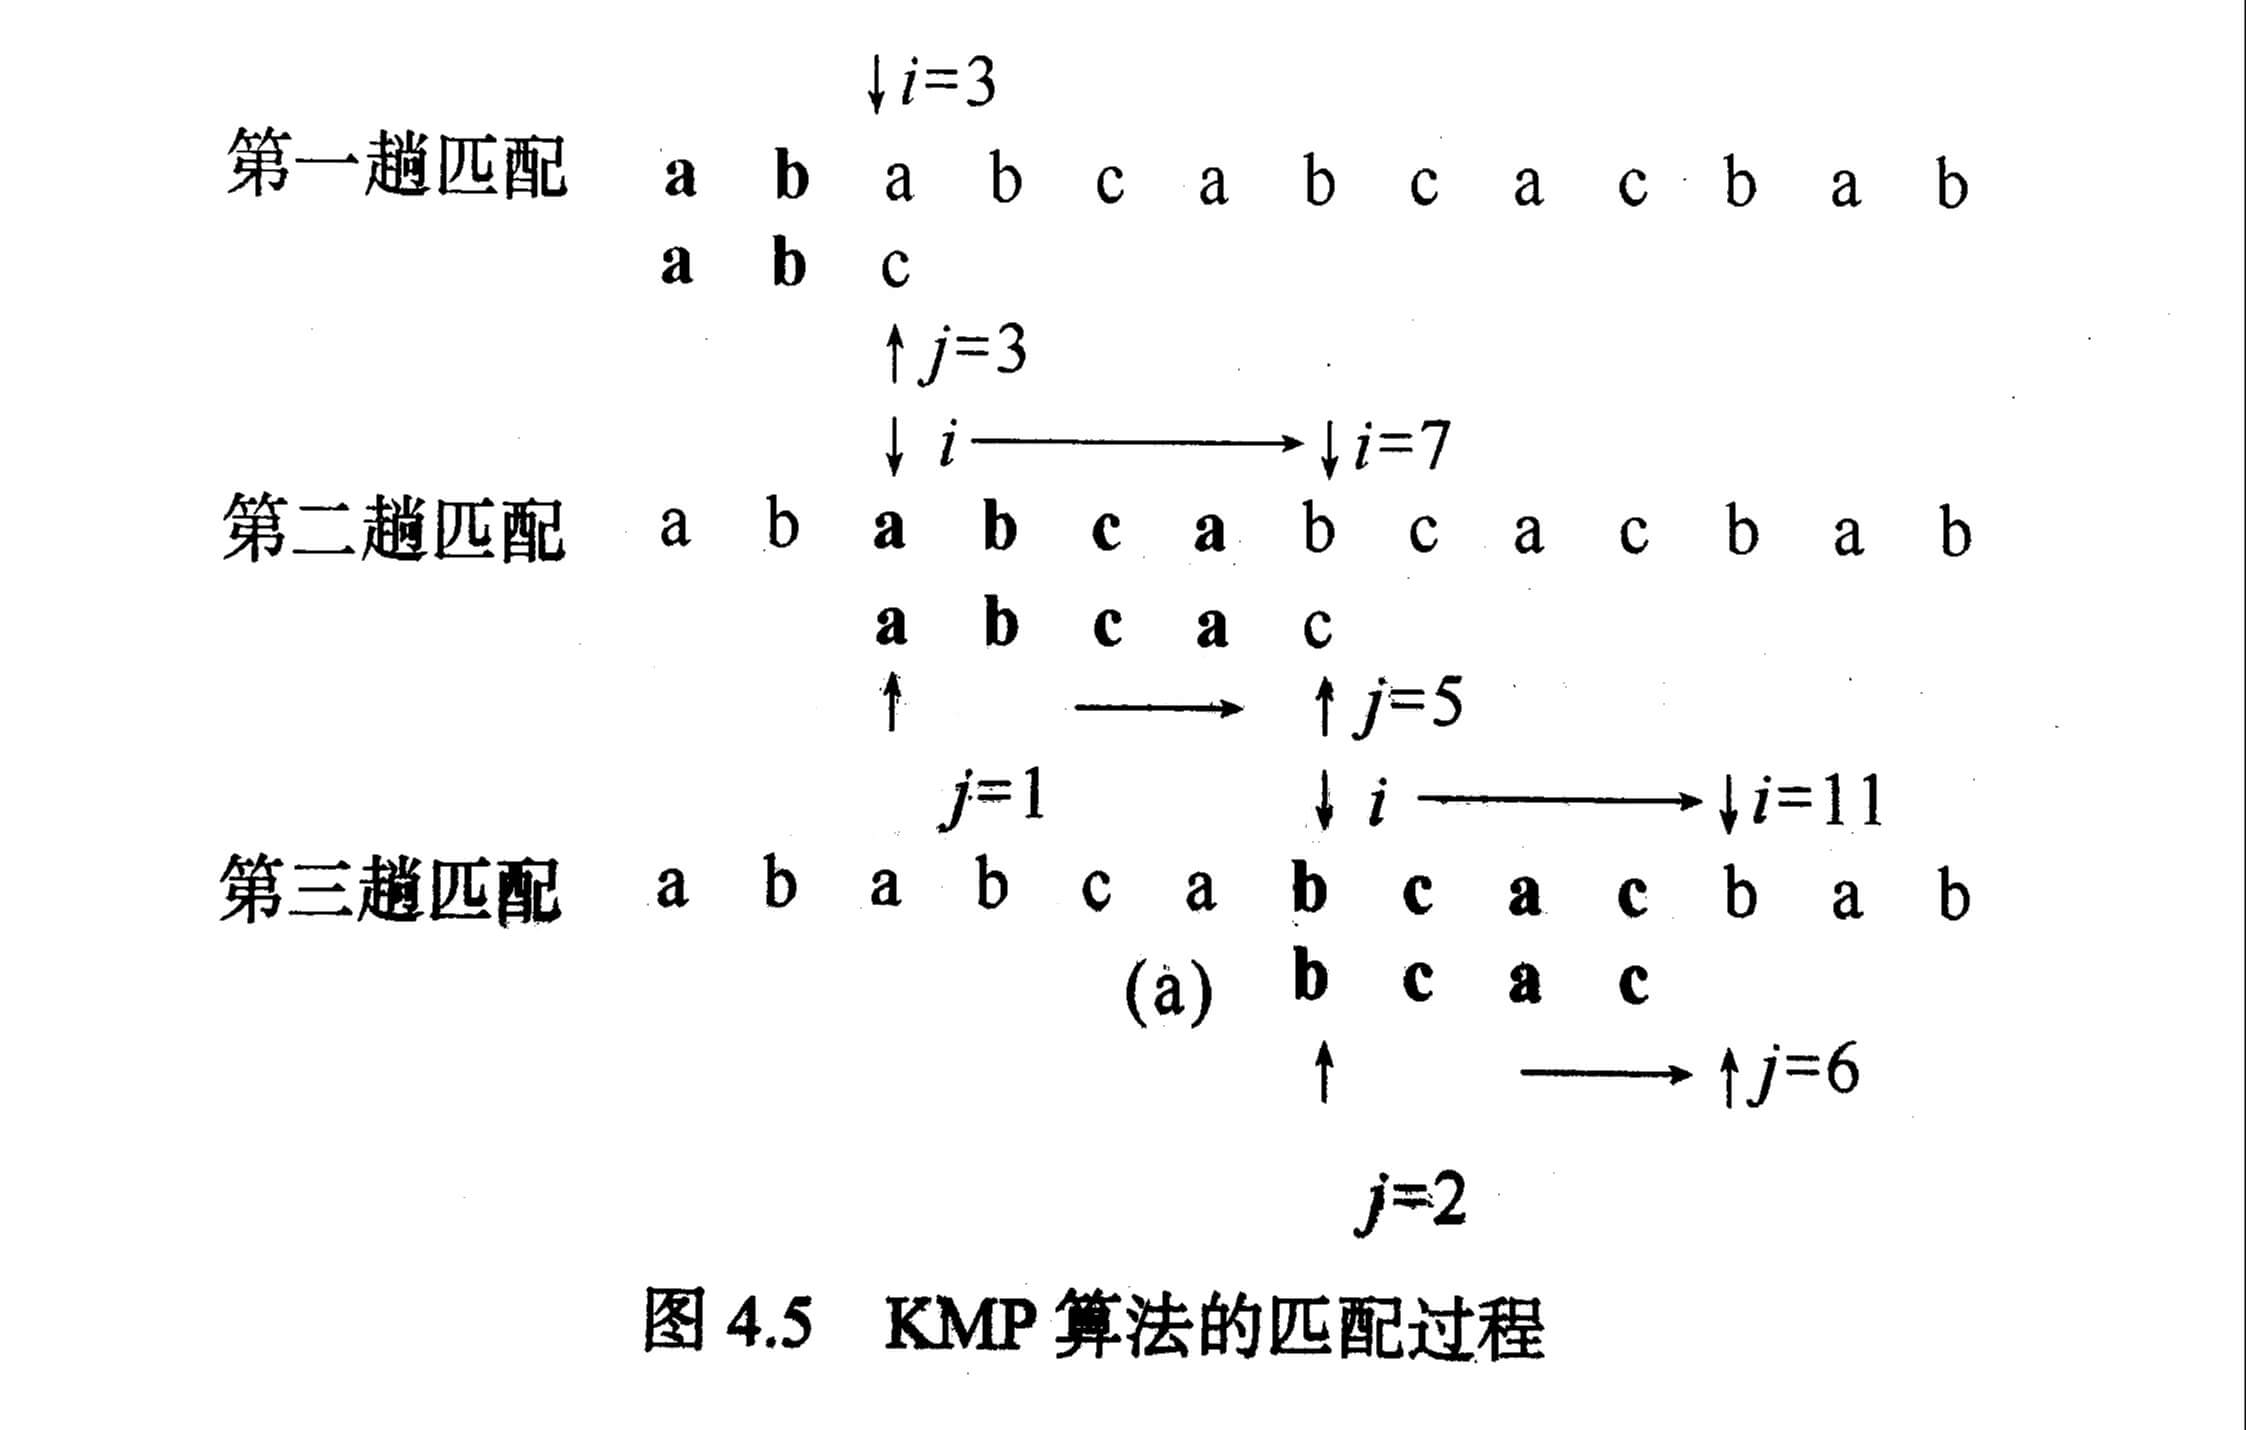 ↓i=3
第一趟匹配 a b a b c a b c a c b a b
a b c
↑j=3
↓ i → ↓i=7
第二趟匹配 a b a b c a b c a c b a b
a b c a c
↑ → ↑j=5
j=1 ↓ i → ↓i=11
第三趟匹配 a b a b c a b c a c b a b
(a) b c a c
↑ → ↑j=6
j=2
图 4.5 KMP 算法的匹配过程